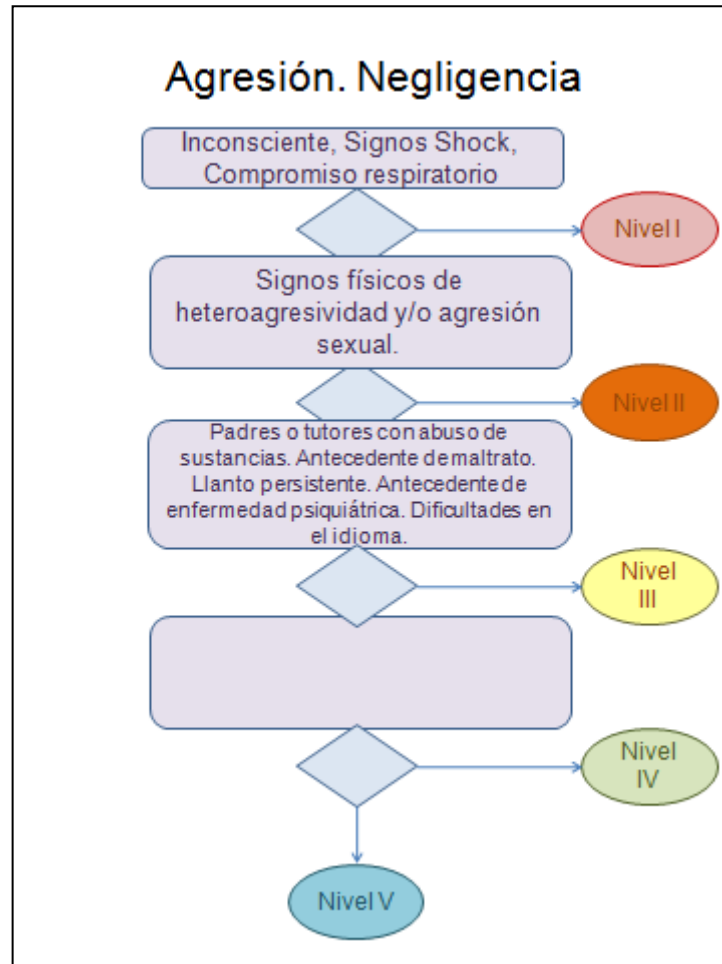 Agresión. Negligencia
Inconsciente, Signos Shock,
Compromiso respiratorio
Nivel I
Signos físicos de
heteroagresividad y/o agresión
sexual.
Nivel II
Padres o tutores con abuso de
sustancias. Antecedente de maltrato.
Llanto persistente. Antecedente de
enfermedad psiquiátrica. Dificultades en
el idioma.
Nivel
III
Nivel
IV
Nivel V